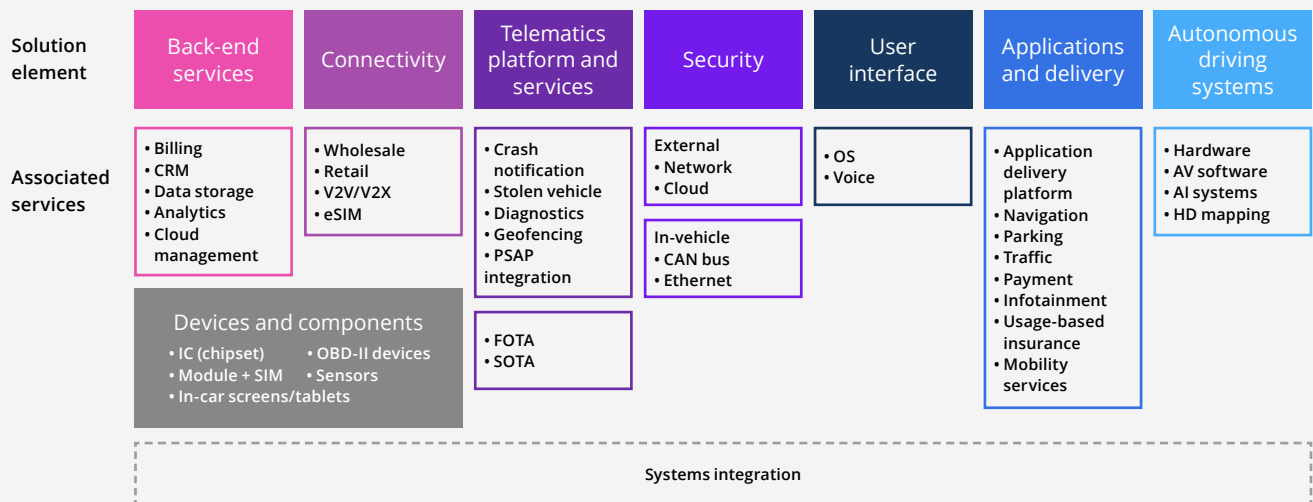 Solution
element
Back-end
services
Connectivity
Telematics
platform and
services
Security
User
interface
Applications
and delivery
Autonomous
driving
systems
Associated
services
• Billing
• CRM
• Data storage
• Analytics
• Cloud
management
• Wholesale
• Retail
• V2V/V2X
• eSIM
• Crash
notification
• Stolen vehicle
• Diagnostics
• Geofencing
• PSAP
integration
• FOTA
• SOTA
External
• Network
• Cloud
In-vehicle
• CAN bus
• Ethernet
• OS
• Voice
• Application
delivery
platform
• Navigation
• Parking
• Traffic
• Payment
• Infotainment
• Usage-based
insurance
• Mobility
services
• Hardware
• AV software
• AI systems
• HD mapping
Devices and components
• IC (chipset)
• OBD-II devices
• Module + SIM
• Sensors
• In-car screens/tablets
Systems integration